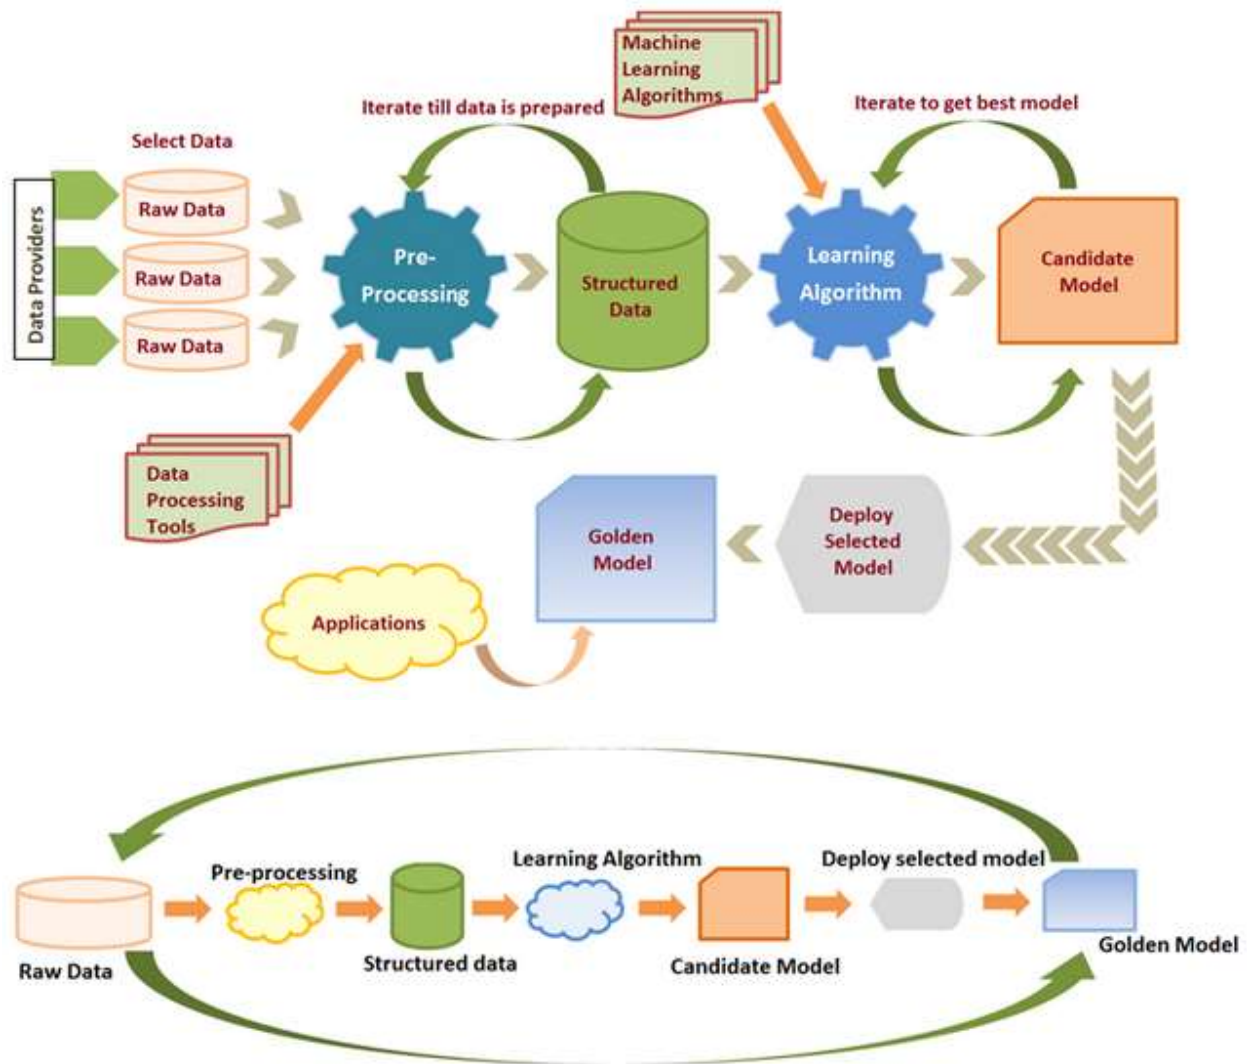 Machine
Learning
Algorithms
Iterate till data is prepared
Iterate to get best model
Select Data
Data Providers
Raw Data
Raw Data
Raw Data
Pre-
Processing
Structured
Data
Learning
Algorithm
Candidate
Model
Data
Processing
Tools
Golden
Model
Deploy
Selected
Model
Applications
Pre-processing
Learning Algorithm
Deploy selected model
Raw Data
Structured data
Candidate Model
Golden Model